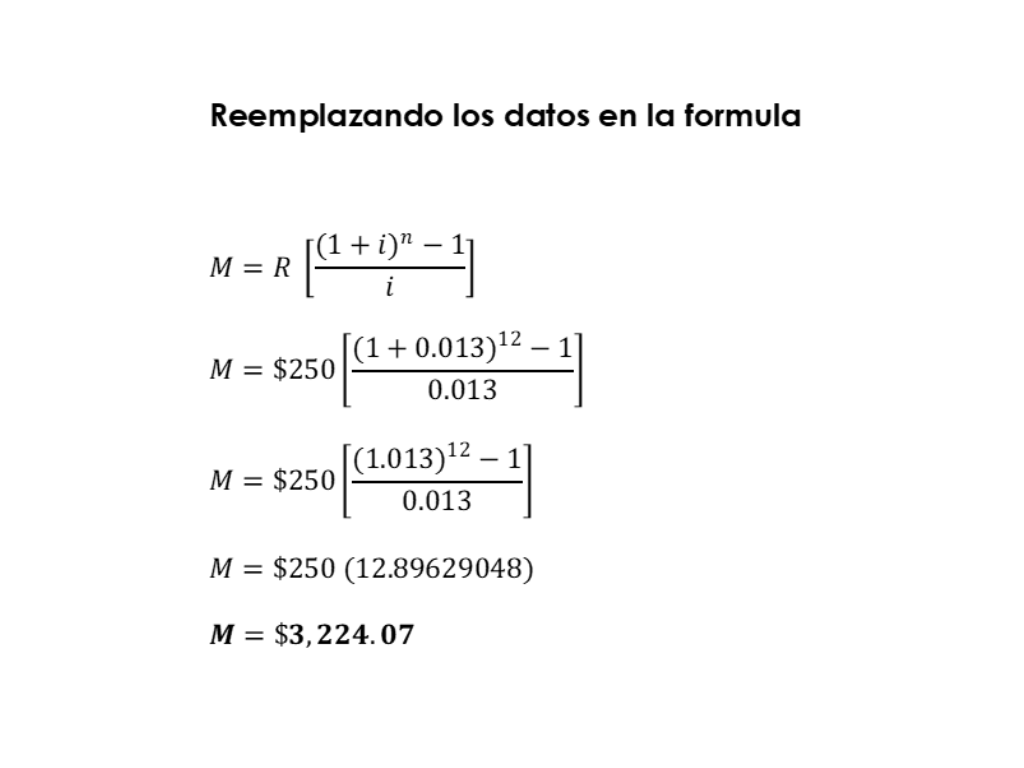 Reemplazando los datos en la formula
M = R [((1 + i)ⁿ − 1)/i]
M = $250 [((1 + 0.013)¹² − 1)/0.013]
M = $250 [((1.013)¹² − 1)/0.013]
M = $250 (12.89629048)
M = $3,224.07